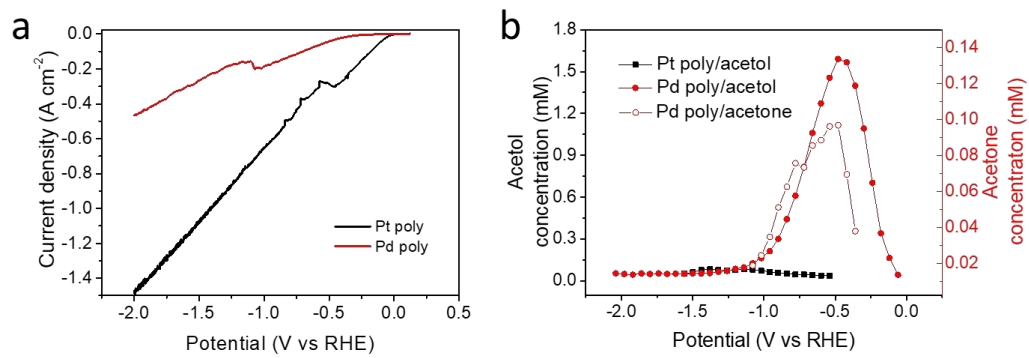 a
0.0
-0.2
-0.4
-0.6
-0.8
-1.0
-1.2
-1.4
Current density (A cm-2)
Pt poly
Pd poly
-2.0 -1.5 -1.0 -0.5 0.0 0.5
Potential (V vs RHE)
b
1.8
1.5
1.2
0.9
0.6
0.3
0.0
Acetol
concentration (mM)
Pt poly/acetol
Pd poly/acetol
Pd poly/acetone
0.14
0.12
0.10
0.08
0.06
0.04
0.02
Acetone
concentraton (mM)
-2.0 -1.5 -1.0 -0.5 0.0
Potential (V vs RHE)